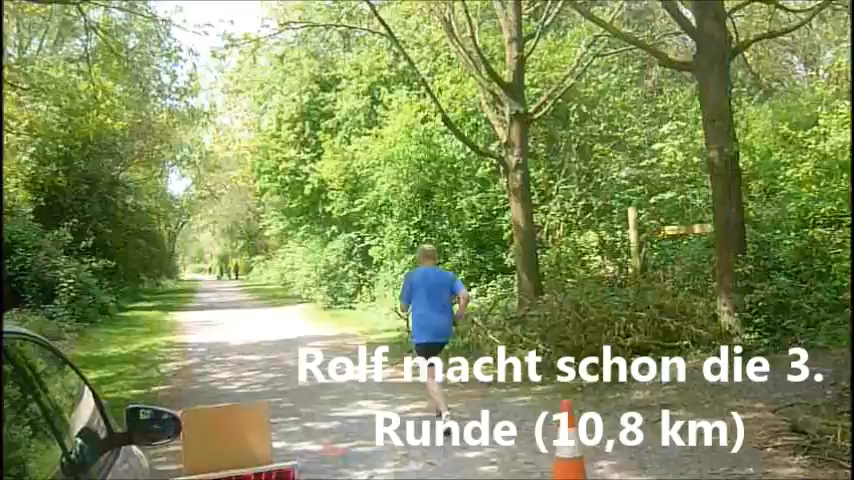 Rolf macht schon die 3.
Runde (10,8 km)